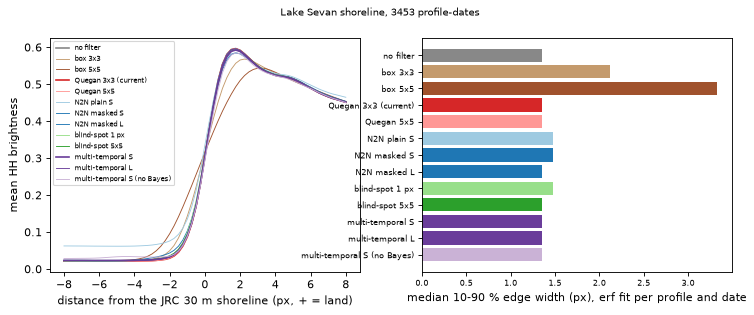 Lake Sevan shoreline, 3453 profile-dates
mean HH brightness
0.6
0.5
0.4
0.3
0.2
0.1
0.0
no filter
box 3x3
box 5x5
Quegan 3x3 (current)
Quegan 5x5
N2N plain S
N2N masked S
N2N masked L
blind-spot 1 px
blind-spot 5x5
multi-temporal S
multi-temporal L
multi-temporal S (no Bayes)
−8 −6 −4 −2 0 2 4 6 8
distance from the JRC 30 m shoreline (px, + = land)
no filter
box 3x3
box 5x5
Quegan 3x3 (current)
Quegan 5x5
N2N plain S
N2N masked S
N2N masked L
blind-spot 1 px
blind-spot 5x5
multi-temporal S
multi-temporal L
multi-temporal S (no Bayes)
0.0 0.5 1.0 1.5 2.0 2.5 3.0
median 10-90 % edge width (px), erf fit per profile and date